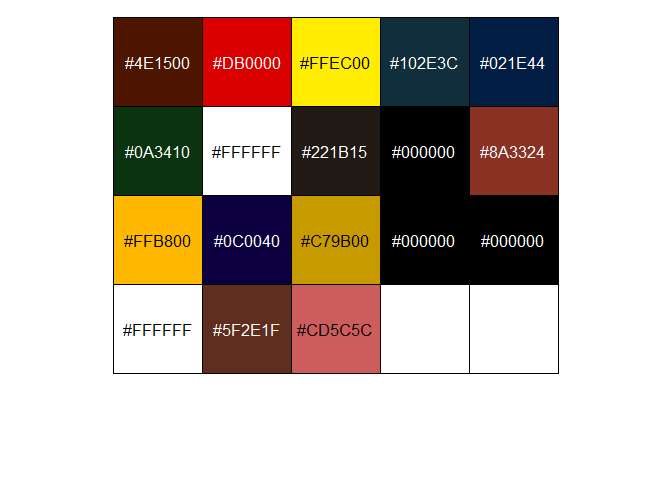 #4E1500 #DB0000 #FFEC00 #102E3C #021E44
#0A3410 #FFFFFF #221B15 #000000 #8A3324
#FFB800 #0C0040 #C79B00 #000000 #000000
#FFFFFF #5F2E1F #CD5C5C